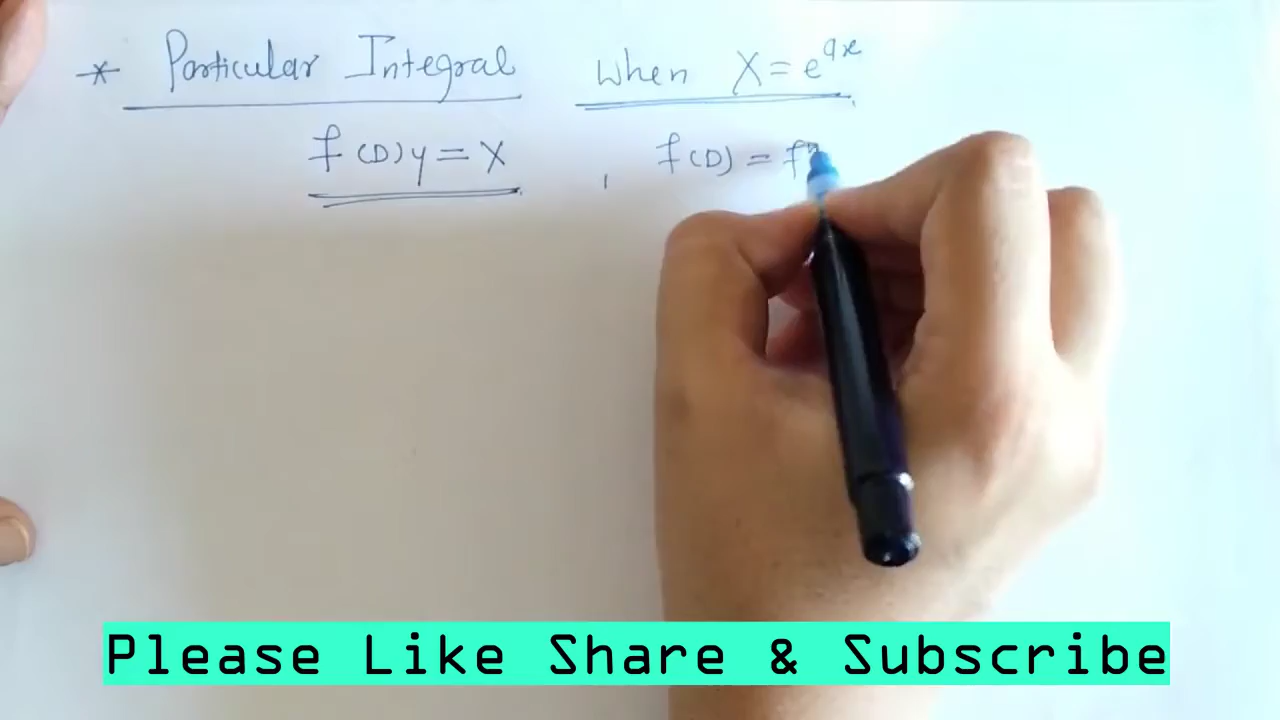 * Particular Integral when X = e^{ax}
f(D)y = X , f(D) = f
Please Like Share & Subscribe